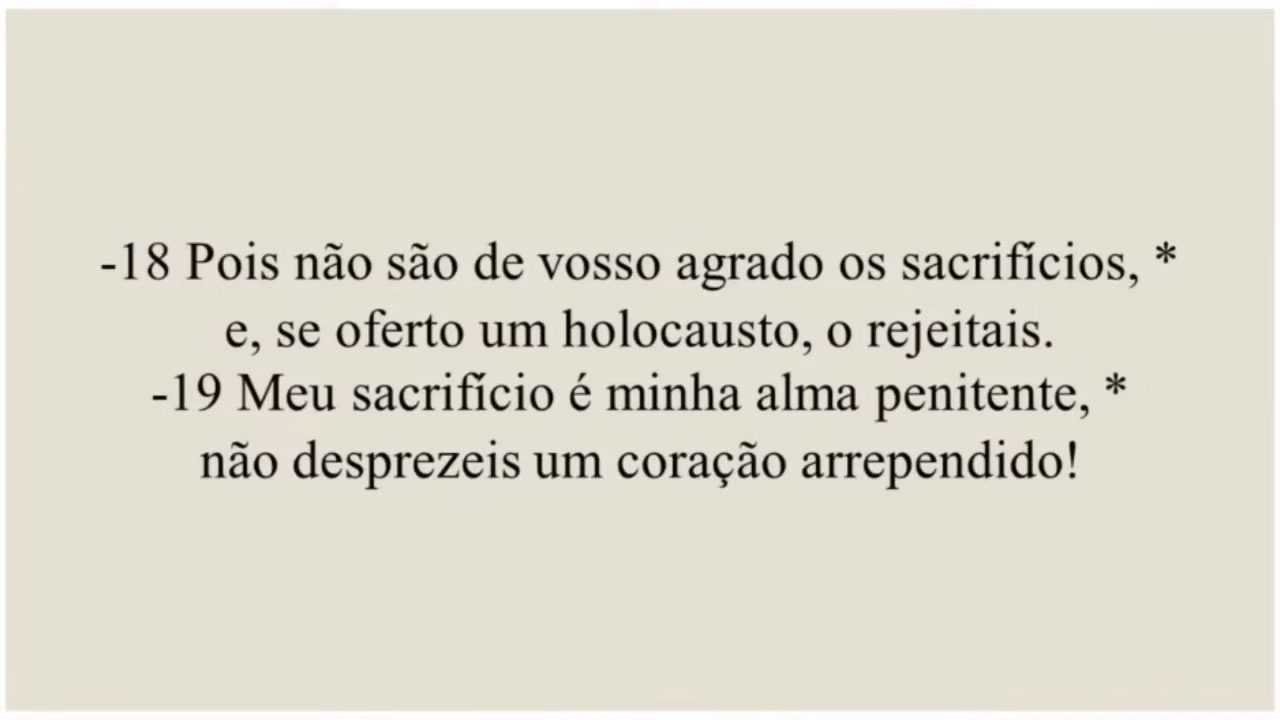 -18 Pois não são de vosso agrado os sacrifícios, *
e, se oferto um holocausto, o rejeitais.
-19 Meu sacrifício é minha alma penitente, *
não desprezeis um coração arrependido!